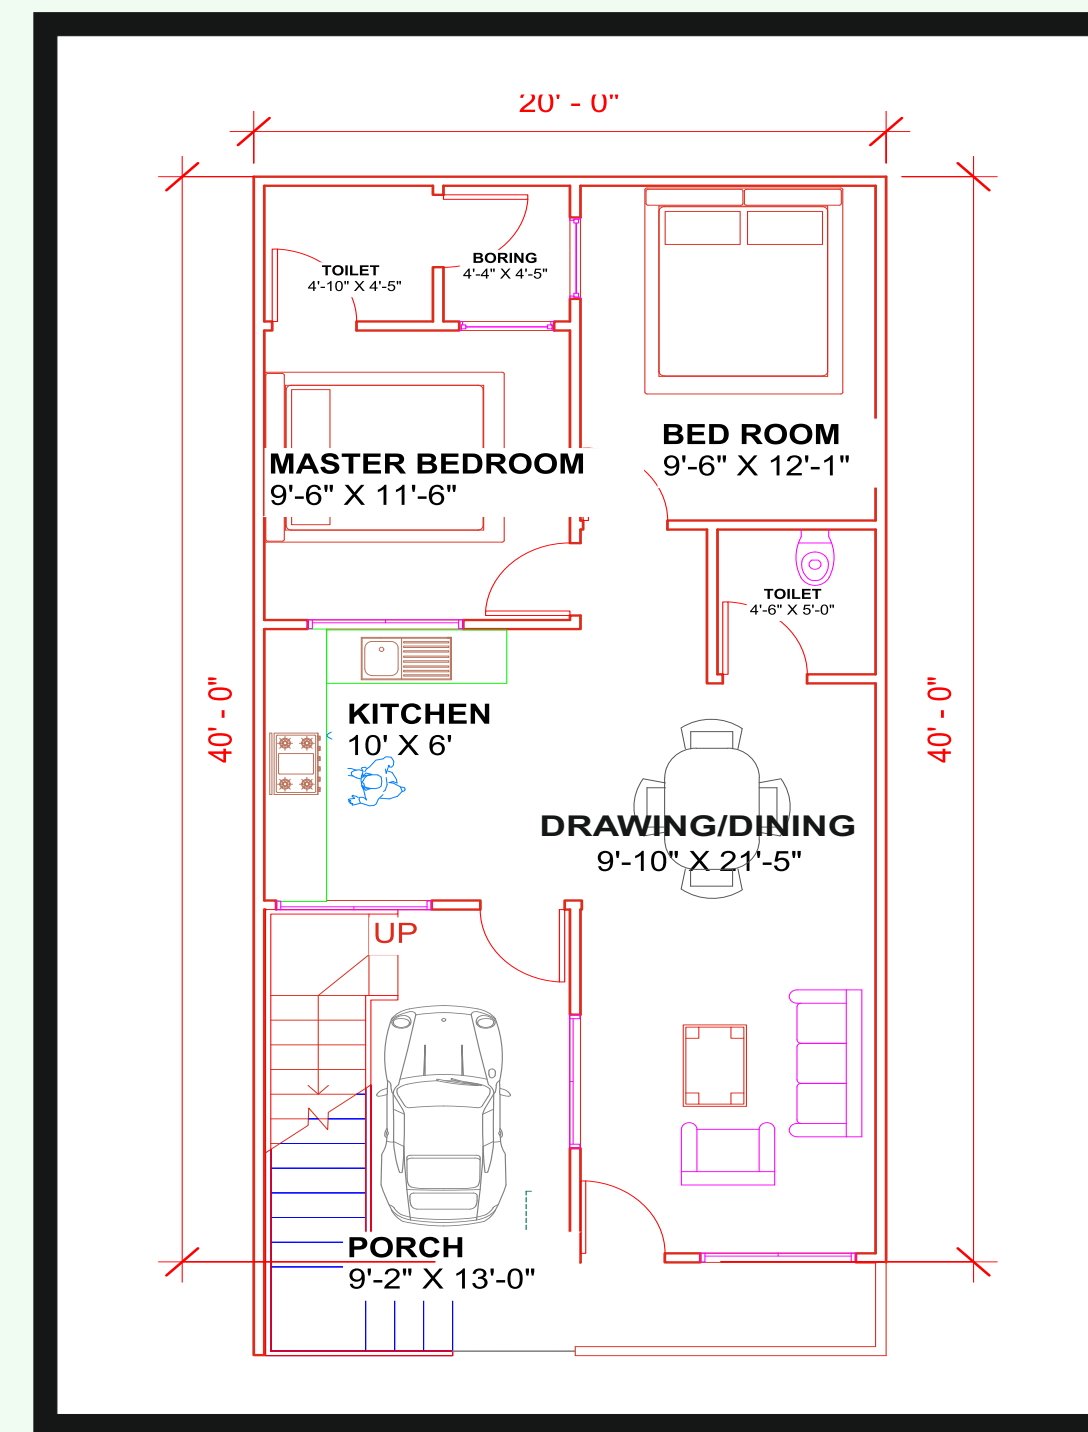 20' - 0"
BORING
4'-4" X 4'-5"
TOILET
4'-10" X 4'-5"
BED ROOM
9'-6" X 12'-1"
MASTER BEDROOM
9'-6" X 11'-6"
TOILET
4'-6" X 5'-0"
40' - 0"
40' - 0"
KITCHEN
10' X 6'
DRAWING/DINING
9'-10" X 21'-5"
UP
PORCH
9'-2" X 13'-0"